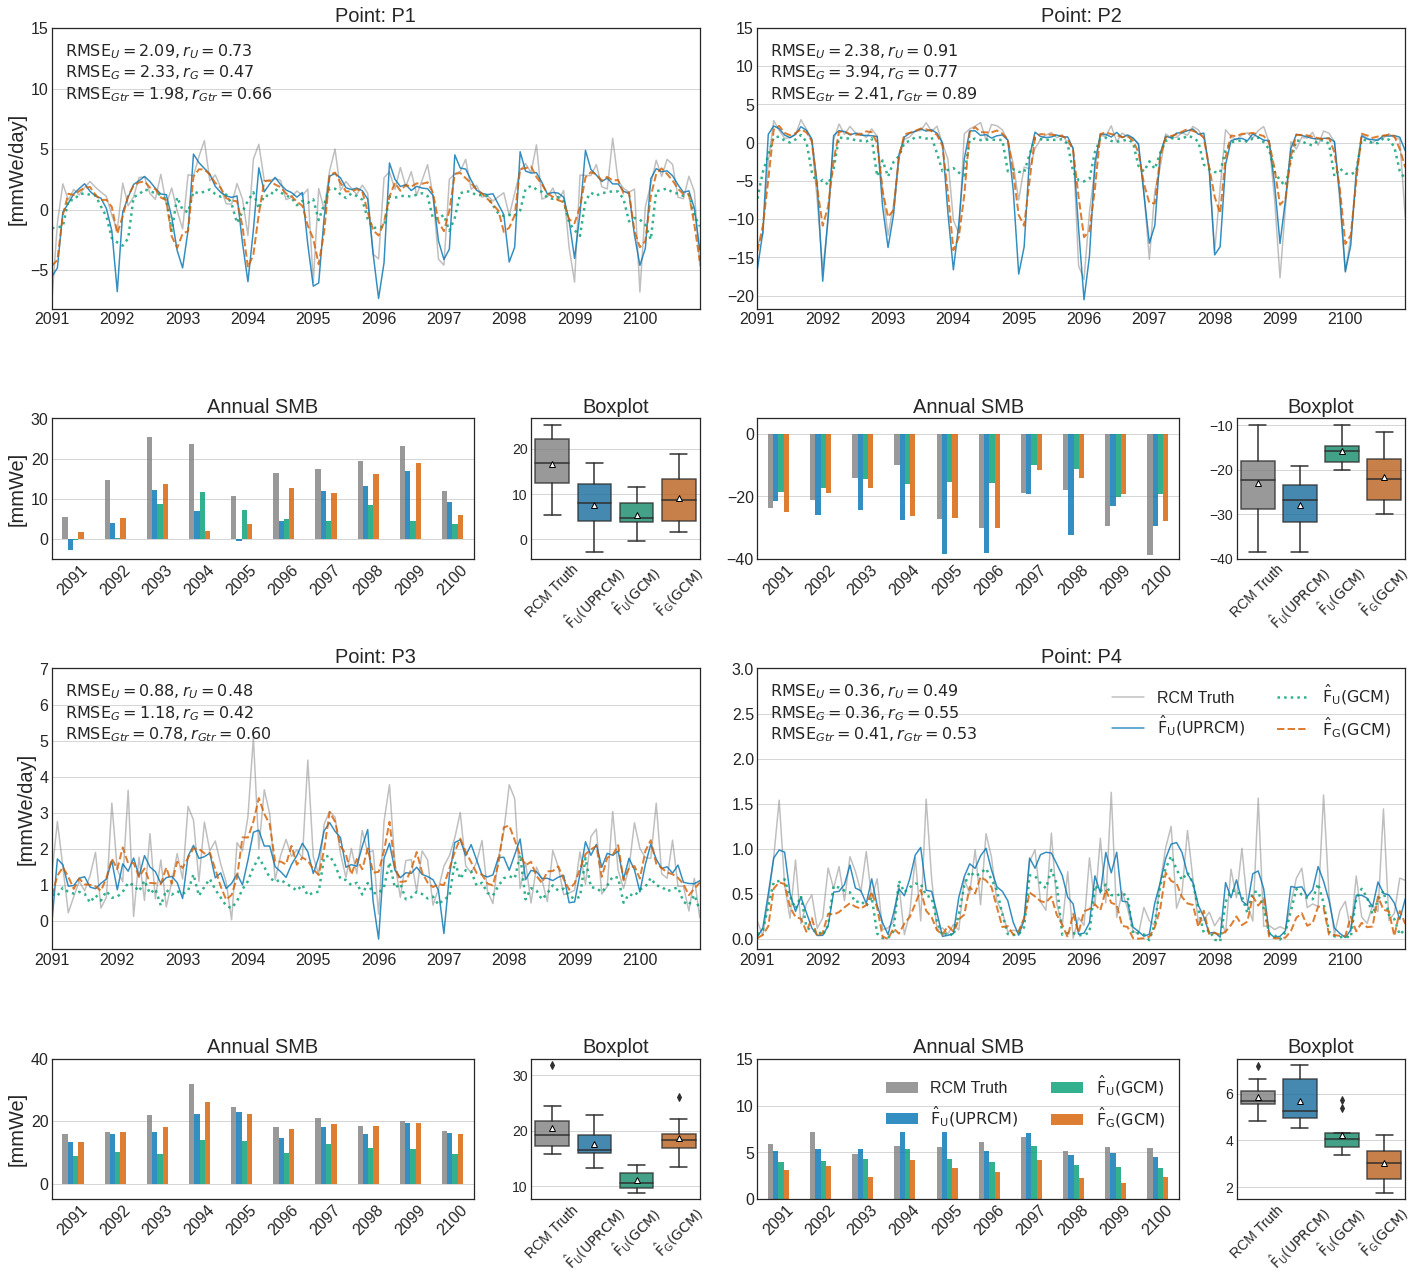 Point: P1
15
10
5
0
−5
[mmWe/day]
RMSE_U = 2.09, r_U = 0.73
RMSE_G = 2.33, r_G = 0.47
RMSE_Gtr = 1.98, r_Gtr = 0.66
2091 2092 2093 2094 2095 2096 2097 2098 2099 2100
Point: P2
15
10
5
0
−5
−10
−15
−20
RMSE_U = 2.38, r_U = 0.91
RMSE_G = 3.94, r_G = 0.77
RMSE_Gtr = 2.41, r_Gtr = 0.89
2091 2092 2093 2094 2095 2096 2097 2098 2099 2100
Annual SMB
30
20
10
0
[mmWe]
2091 2092 2093 2094 2095 2096 2097 2098 2099 2100
Boxplot
20
10
0
RCM Truth F̂_U(UPRCM) F̂_U(GCM) F̂_G(GCM)
Annual SMB
0
−20
−40
2091 2092 2093 2094 2095 2096 2097 2098 2099 2100
Boxplot
−10
−20
−30
−40
RCM Truth F̂_U(UPRCM) F̂_U(GCM) F̂_G(GCM)
Point: P3
7
6
5
4
3
2
1
0
[mmWe/day]
RMSE_U = 0.88, r_U = 0.48
RMSE_G = 1.18, r_G = 0.42
RMSE_Gtr = 0.78, r_Gtr = 0.60
2091 2092 2093 2094 2095 2096 2097 2098 2099 2100
Point: P4
3.0
2.5
2.0
1.5
1.0
0.5
0.0
RMSE_U = 0.36, r_U = 0.49
RMSE_G = 0.36, r_G = 0.55
RMSE_Gtr = 0.41, r_Gtr = 0.53
RCM Truth F̂_U(GCM)
F̂_U(UPRCM) F̂_G(GCM)
2091 2092 2093 2094 2095 2096 2097 2098 2099 2100
Annual SMB
40
20
0
[mmWe]
2091 2092 2093 2094 2095 2096 2097 2098 2099 2100
Boxplot
30
20
10
RCM Truth F̂_U(UPRCM) F̂_U(GCM) F̂_G(GCM)
Annual SMB
15
10
5
0
RCM Truth F̂_U(GCM)
F̂_U(UPRCM) F̂_G(GCM)
2091 2092 2093 2094 2095 2096 2097 2098 2099 2100
Boxplot
6
4
2
RCM Truth F̂_U(UPRCM) F̂_U(GCM) F̂_G(GCM)